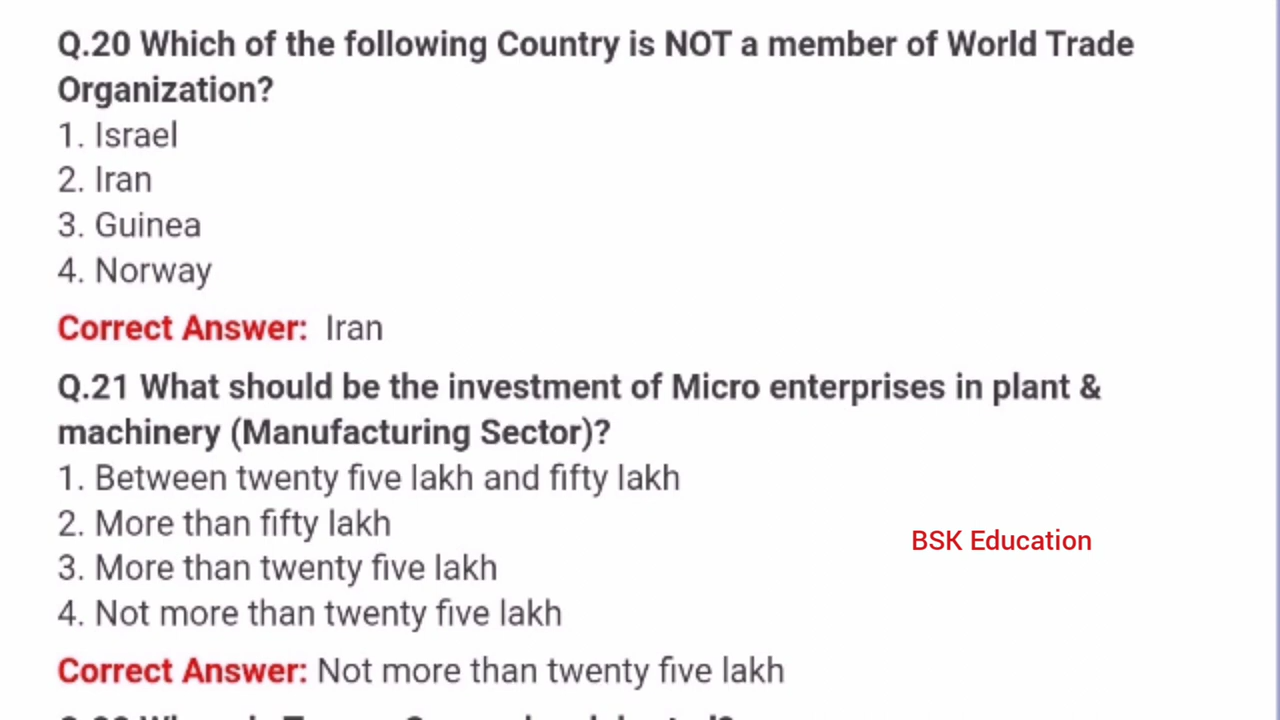 Q.20 Which of the following Country is NOT a member of World Trade
Organization?
1. Israel
2. Iran
3. Guinea
4. Norway
Correct Answer: Iran
Q.21 What should be the investment of Micro enterprises in plant &
machinery (Manufacturing Sector)?
1. Between twenty five lakh and fifty lakh
2. More than fifty lakh
BSK Education
3. More than twenty five lakh
4. Not more than twenty five lakh
Correct Answer: Not more than twenty five lakh